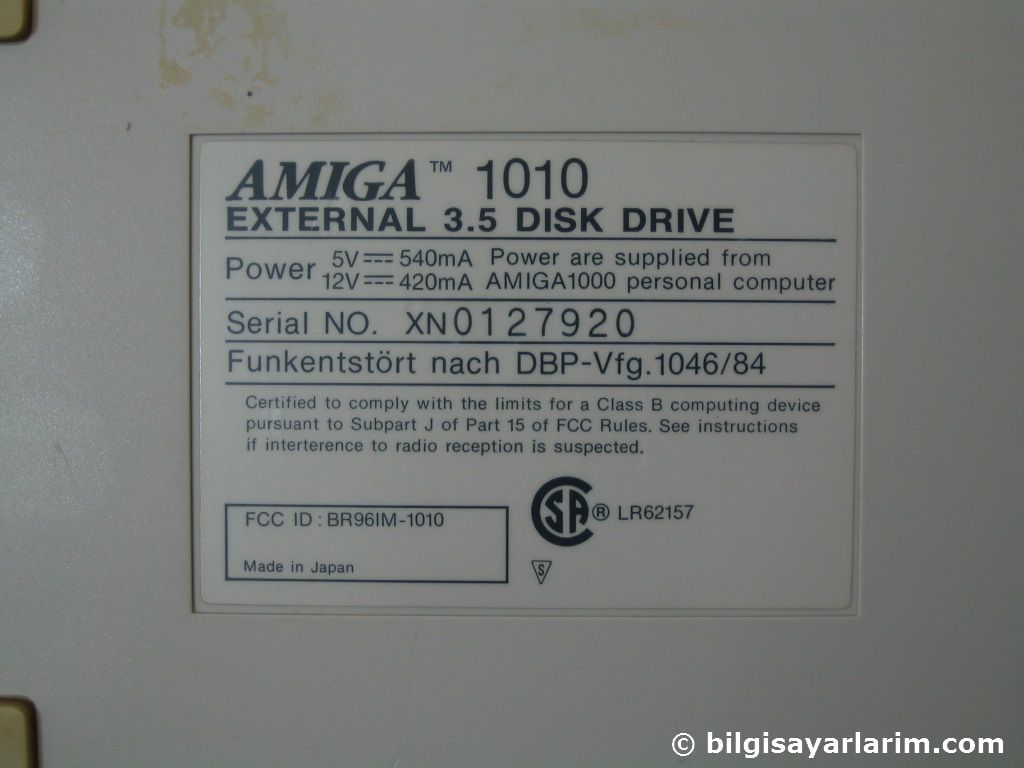 AMIGA™ 1010
EXTERNAL 3.5 DISK DRIVE
Power 5V⎓540mA Power are supplied from
12V⎓420mA AMIGA1000 personal computer
Serial NO. XN0127920
Funkentstört nach DBP-Vfg.1046/84
Certified to comply with the limits for a Class B computing device
pursuant to Subpart J of Part 15 of FCC Rules. See instructions
if interterence to radio reception is suspected.
FCC ID : BR96IM-1010
Made in Japan
SA ® LR62157
S
© bilgisayarlarim.com